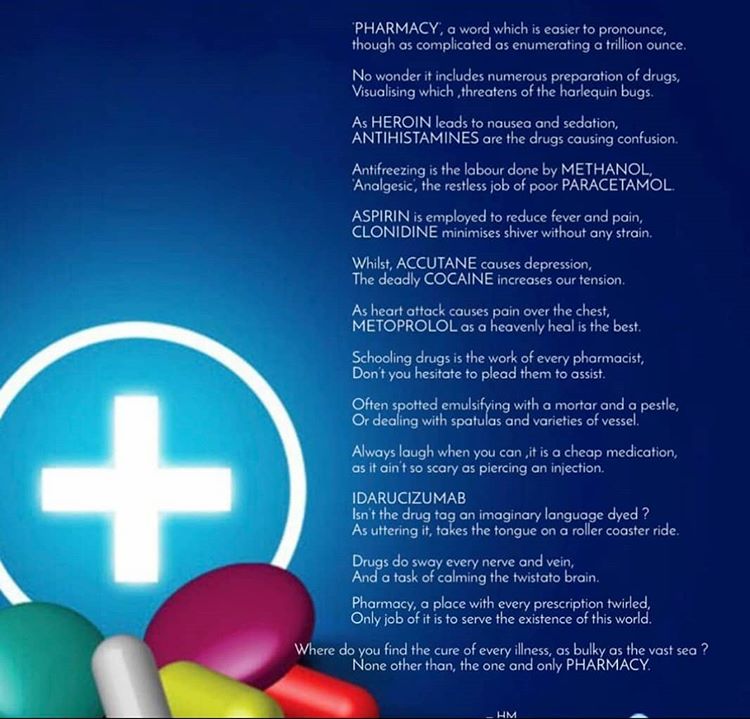 'PHARMACY', a word which is easier to pronounce,
though as complicated as enumerating a trillion ounce.
No wonder it includes numerous preparation of drugs,
Visualising which ,threatens of the harlequin bugs.
As HEROIN leads to nausea and sedation,
ANTIHISTAMINES are the drugs causing confusion.
Antifreezing is the labour done by METHANOL,
'Analgesic', the restless job of poor PARACETAMOL.
ASPIRIN is employed to reduce fever and pain,
CLONIDINE minimises shiver without any strain.
Whilst, ACCUTANE causes depression,
The deadly COCAINE increases our tension.
As heart attack causes pain over the chest,
METOPROLOL as a heavenly heal is the best.
Schooling drugs is the work of every pharmacist,
Don't you hesitate to plead them to assist.
Often spotted emulsifying with a mortar and a pestle,
Or dealing with spatulas and varieties of vessel.
Always laugh when you can ,it is a cheap medication,
as it ain't so scary as piercing an injection.
IDARUCIZUMAB
Isn't the drug tag an imaginary language dyed ?
As uttering it, takes the tongue on a roller coaster ride.
Drugs do sway every nerve and vein,
And a task of calming the twistato brain.
Pharmacy, a place with every prescription twirled,
Only job of it is to serve the existence of this world.
Where do you find the cure of every illness, as bulky as the vast sea ?
None other than, the one and only PHARMACY.
– HM